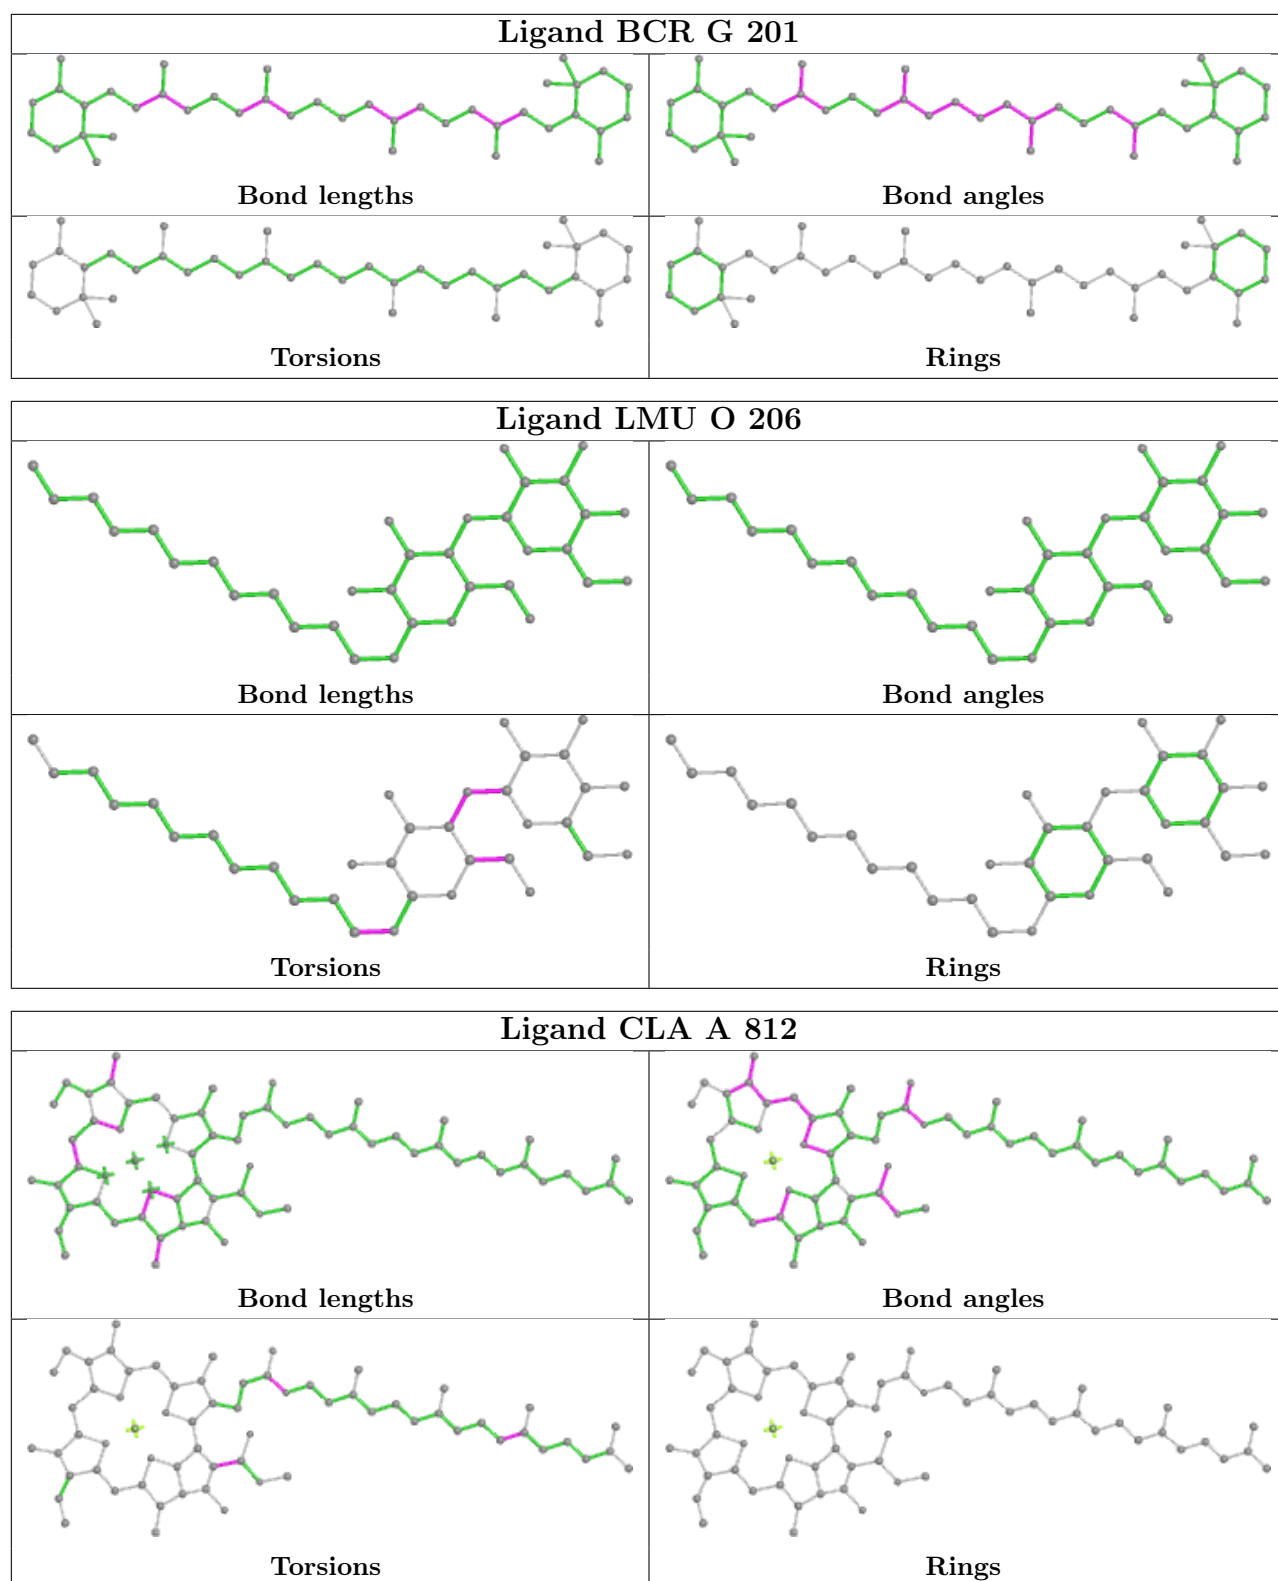 Ligand BCR G 201
Bond lengths
Bond angles
Torsions
Rings
Ligand LMU O 206
Bond lengths
Bond angles
Torsions
Rings
Ligand CLA A 812
Bond lengths
Bond angles
Torsions
Rings